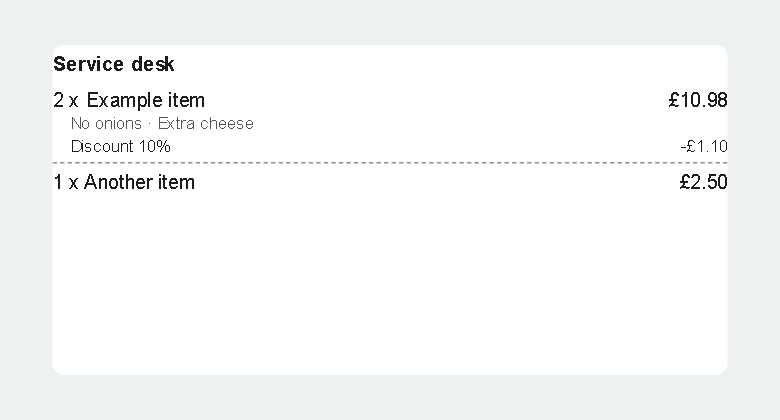 Service desk
2 x Example item £10.98
No onions · Extra cheese
Discount 10% -£1.10
1 x Another item £2.50